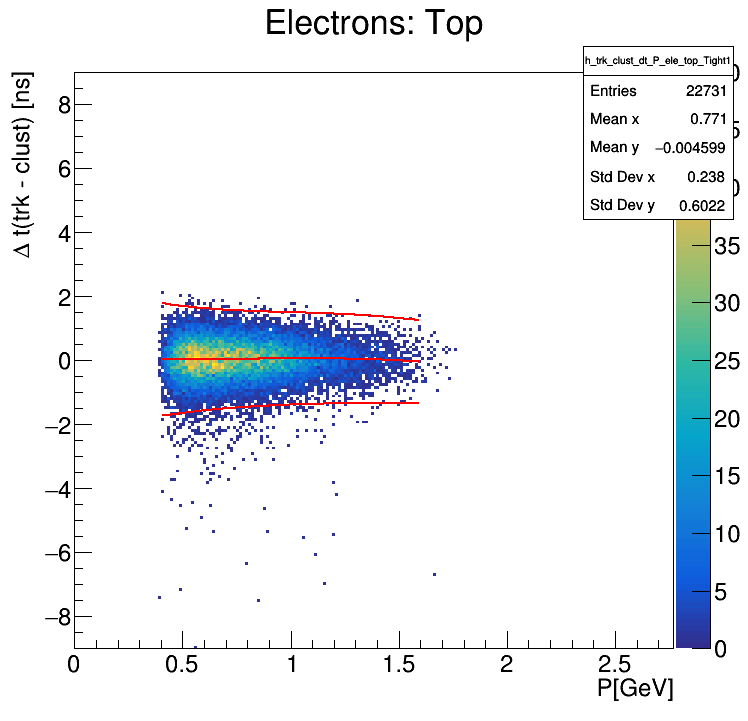 Electrons: Top
h_trk_clust_dt_P_ele_top_Tight1
Entries 22731
Mean x 0.771
Mean y −0.004599
Std Dev x 0.238
Std Dev y 0.6022
Δ t(trk - clust) [ns]
8
6
4
2
0
−2
−4
−6
−8
0 0.5 1 1.5 2 2.5
P[GeV]
35
30
25
20
15
10
5
0